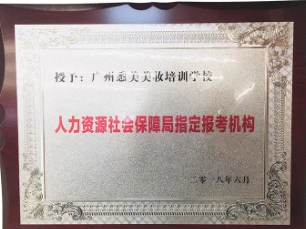 授予：广州悉美美妆培训学校
人力资源社会保障局指定报考机构
二零一八年六月